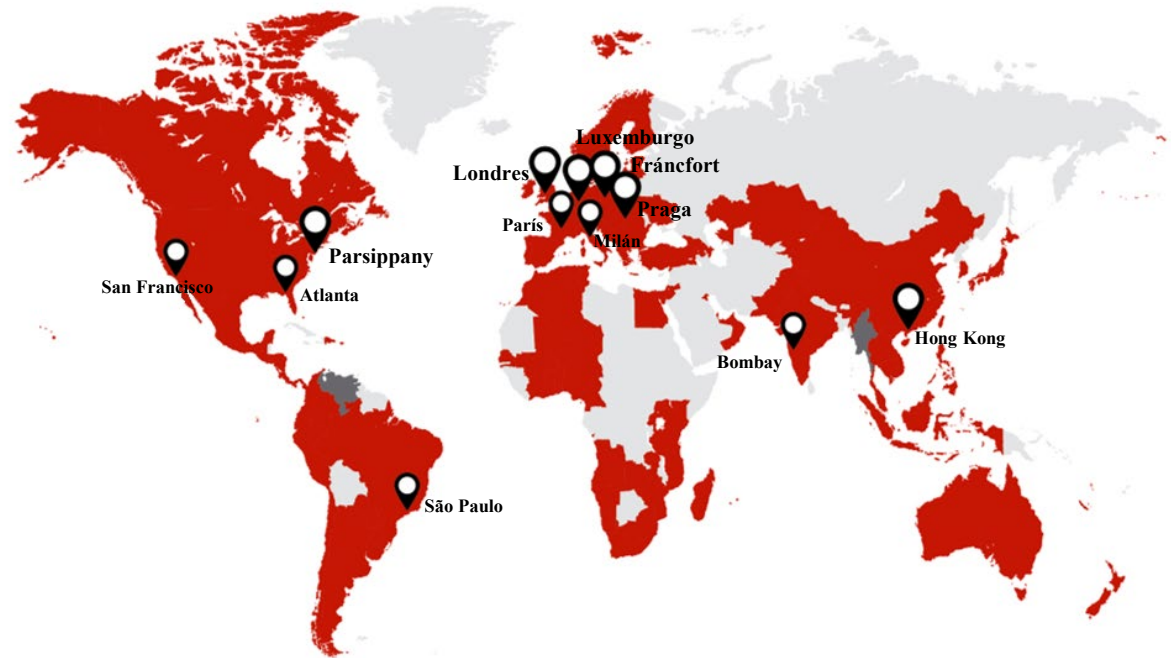 Luxemburgo
Londres
Fráncfort
Praga
París
Milán
Parsippany
San Francisco
Atlanta
Hong Kong
Bombay
São Paulo